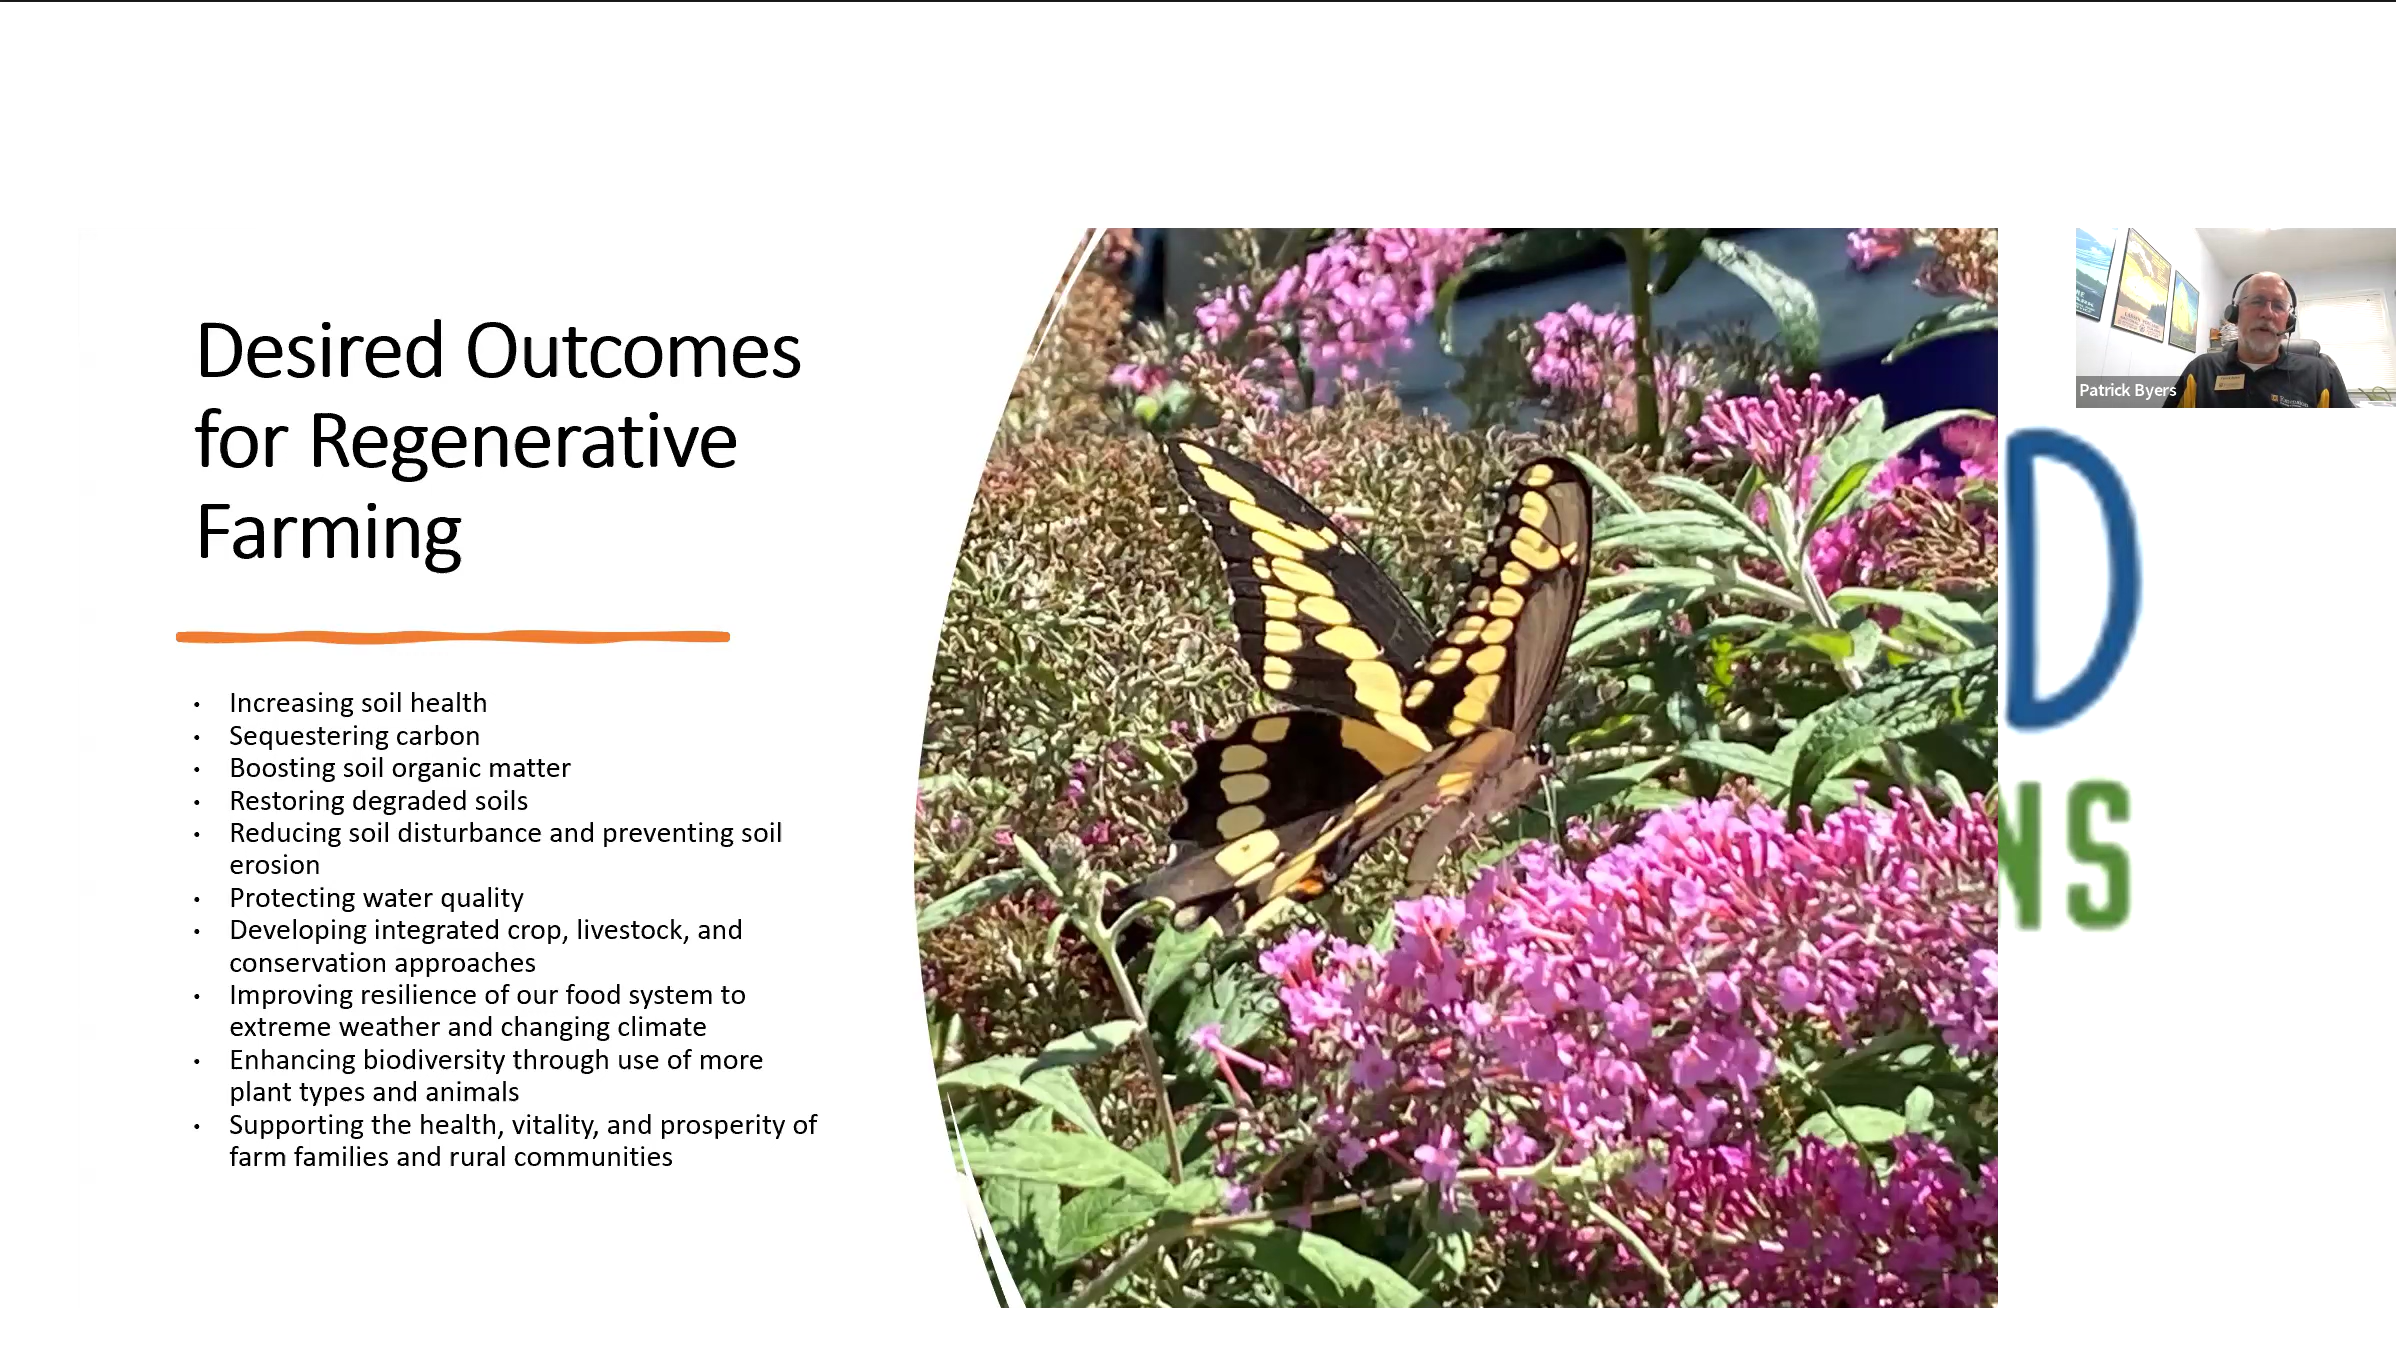 Desired Outcomes
for Regenerative
Farming
• Increasing soil health
• Sequestering carbon
• Boosting soil organic matter
• Restoring degraded soils
• Reducing soil disturbance and preventing soil
erosion
• Protecting water quality
• Developing integrated crop, livestock, and
conservation approaches
• Improving resilience of our food system to
extreme weather and changing climate
• Enhancing biodiversity through use of more
plant types and animals
• Supporting the health, vitality, and prosperity of
farm families and rural communities
Patrick Byers
D
NS